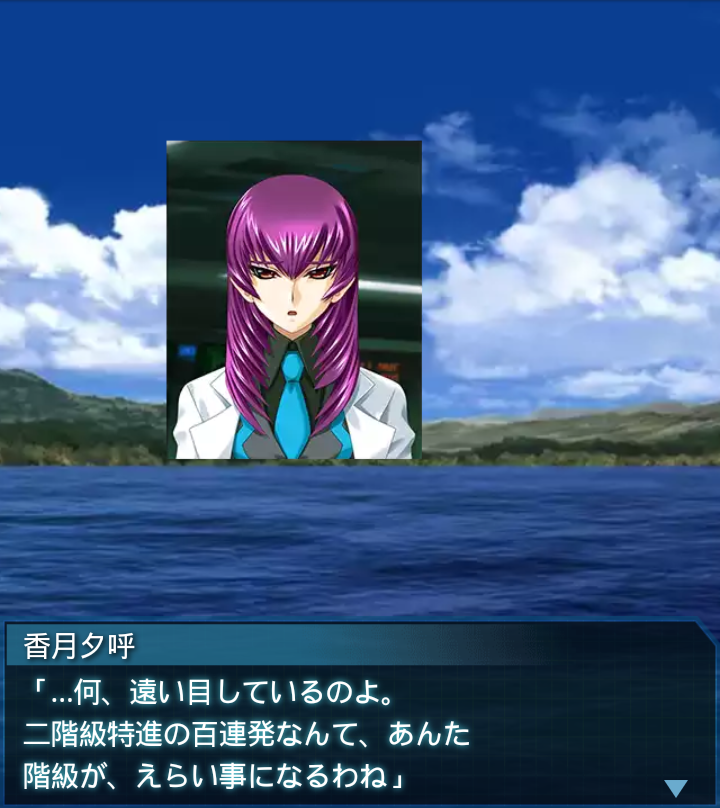 香月夕呼
「…何、遠い目しているのよ。
二階級特進の百連発なんて、あんた
階級が、えらい事になるわね」